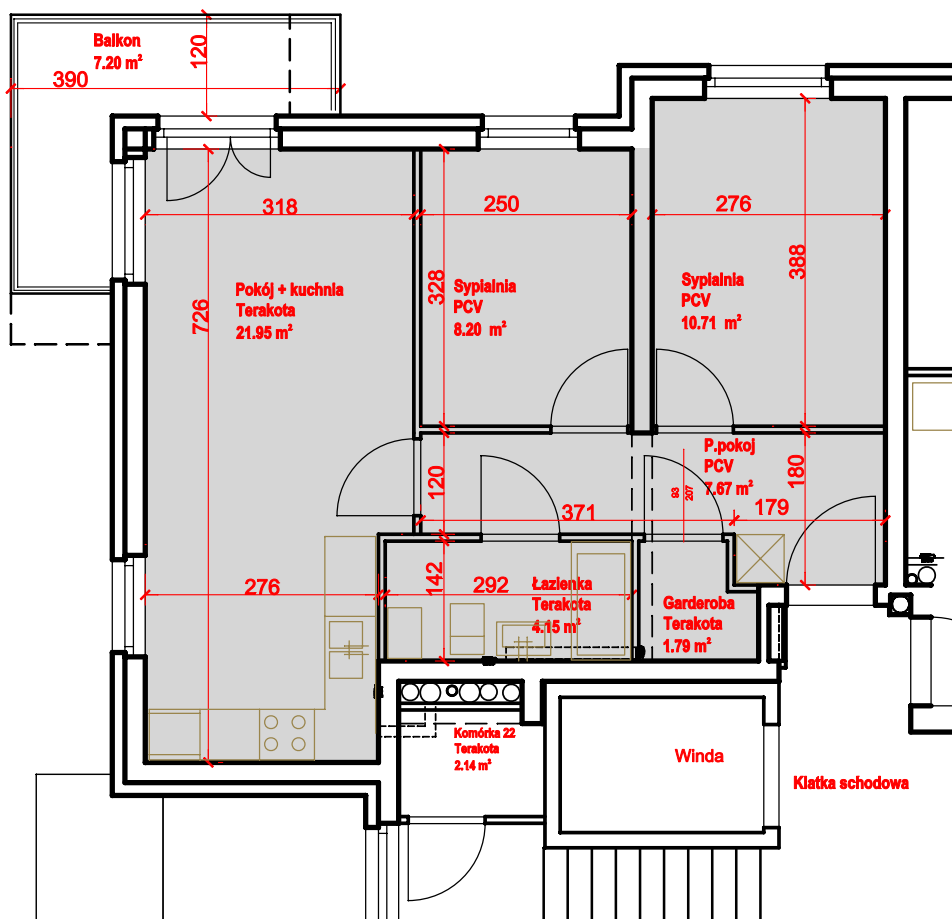 Balkon
7.20 m²
120
390
318
250
276
726
328
388
Pokój + kuchnia
Terakota
21.95 m²
Sypialnia
PCV
8.20 m²
Sypialnia
PCV
10.71 m²
P.pokoj
PCV
7.67 m²
120
180
93
207
371
179
142
276
292
Łazienka
Terakota
4.15 m²
Garderoba
Terakota
1.79 m²
Komórka 22
Terakota
2.14 m²
Winda
Klatka schodowa